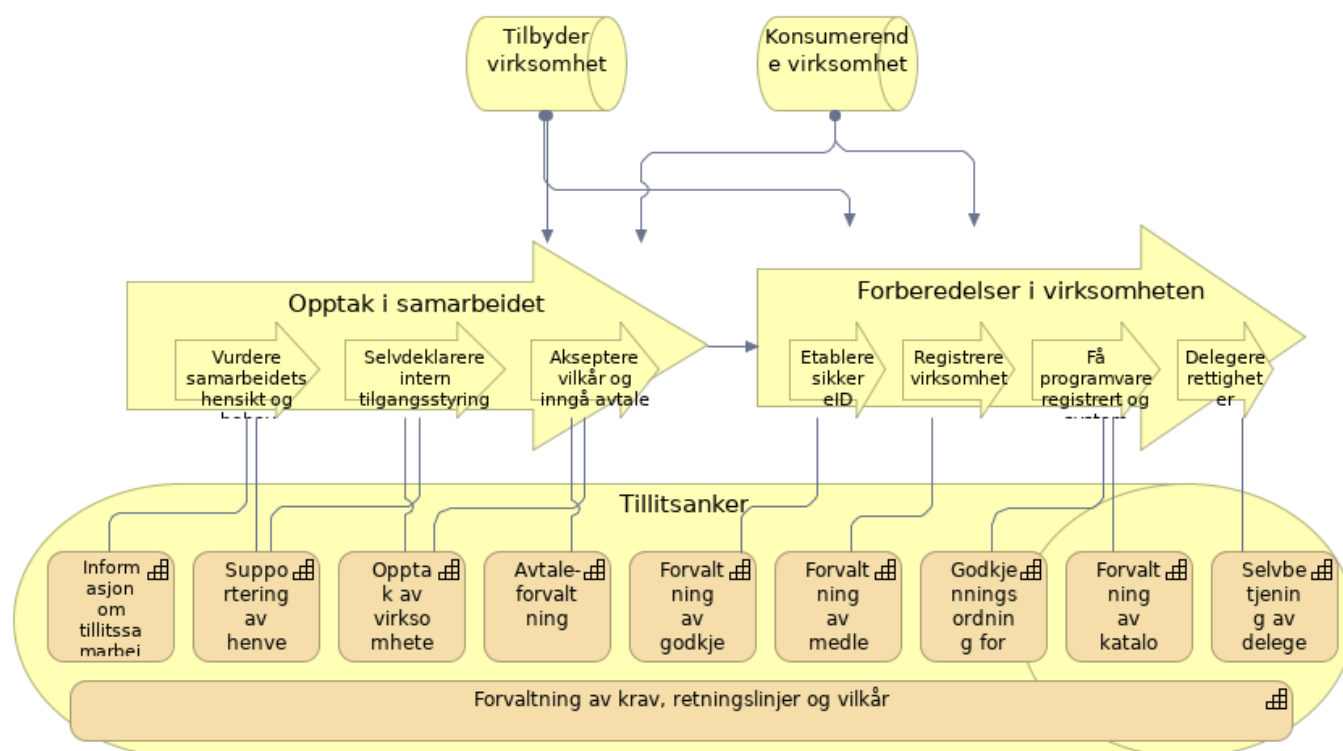 Tilbyder
virksomhet
Konsumerend
e virksomhet
Opptak i samarbeidet
Forberedelser i virksomheten
Vurdere
samarbeidets
hensikt og
Selvdeklarere
intern
tilgangsstyring
Akseptere
vilkår og
inngå avtale
Etablere
sikker
eID
Registrere
virksomhet
Få
programvare
registrert og
Delegere
rettighet
er
Tillitsanker
Inform
asjon
om
tillitssa
marbei
Suppo
rtering
av
henve
Oppta
k av
virkso
mhete
Avtale-
forvalt
ning
Forvalt
ning
av
godkje
Forvalt
ning
av
medle
Godkje
nnings
ordnin
g for
Forvalt
ning
av
katalo
Selvbe
tjenin
g av
delege
Forvaltning av krav, retningslinjer og vilkår